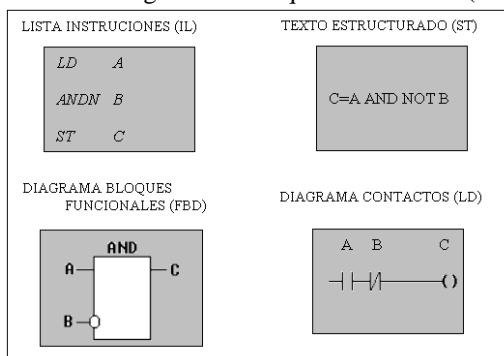 LISTA INSTRUCIONES (IL)
LD A
ANDN B
ST C
TEXTO ESTRUCTURADO (ST)
C=A AND NOT B
DIAGRAMA BLOQUES
FUNCIONALES (FBD)
AND
A
C
B
DIAGRAMA CONTACTOS (LD)
A B C